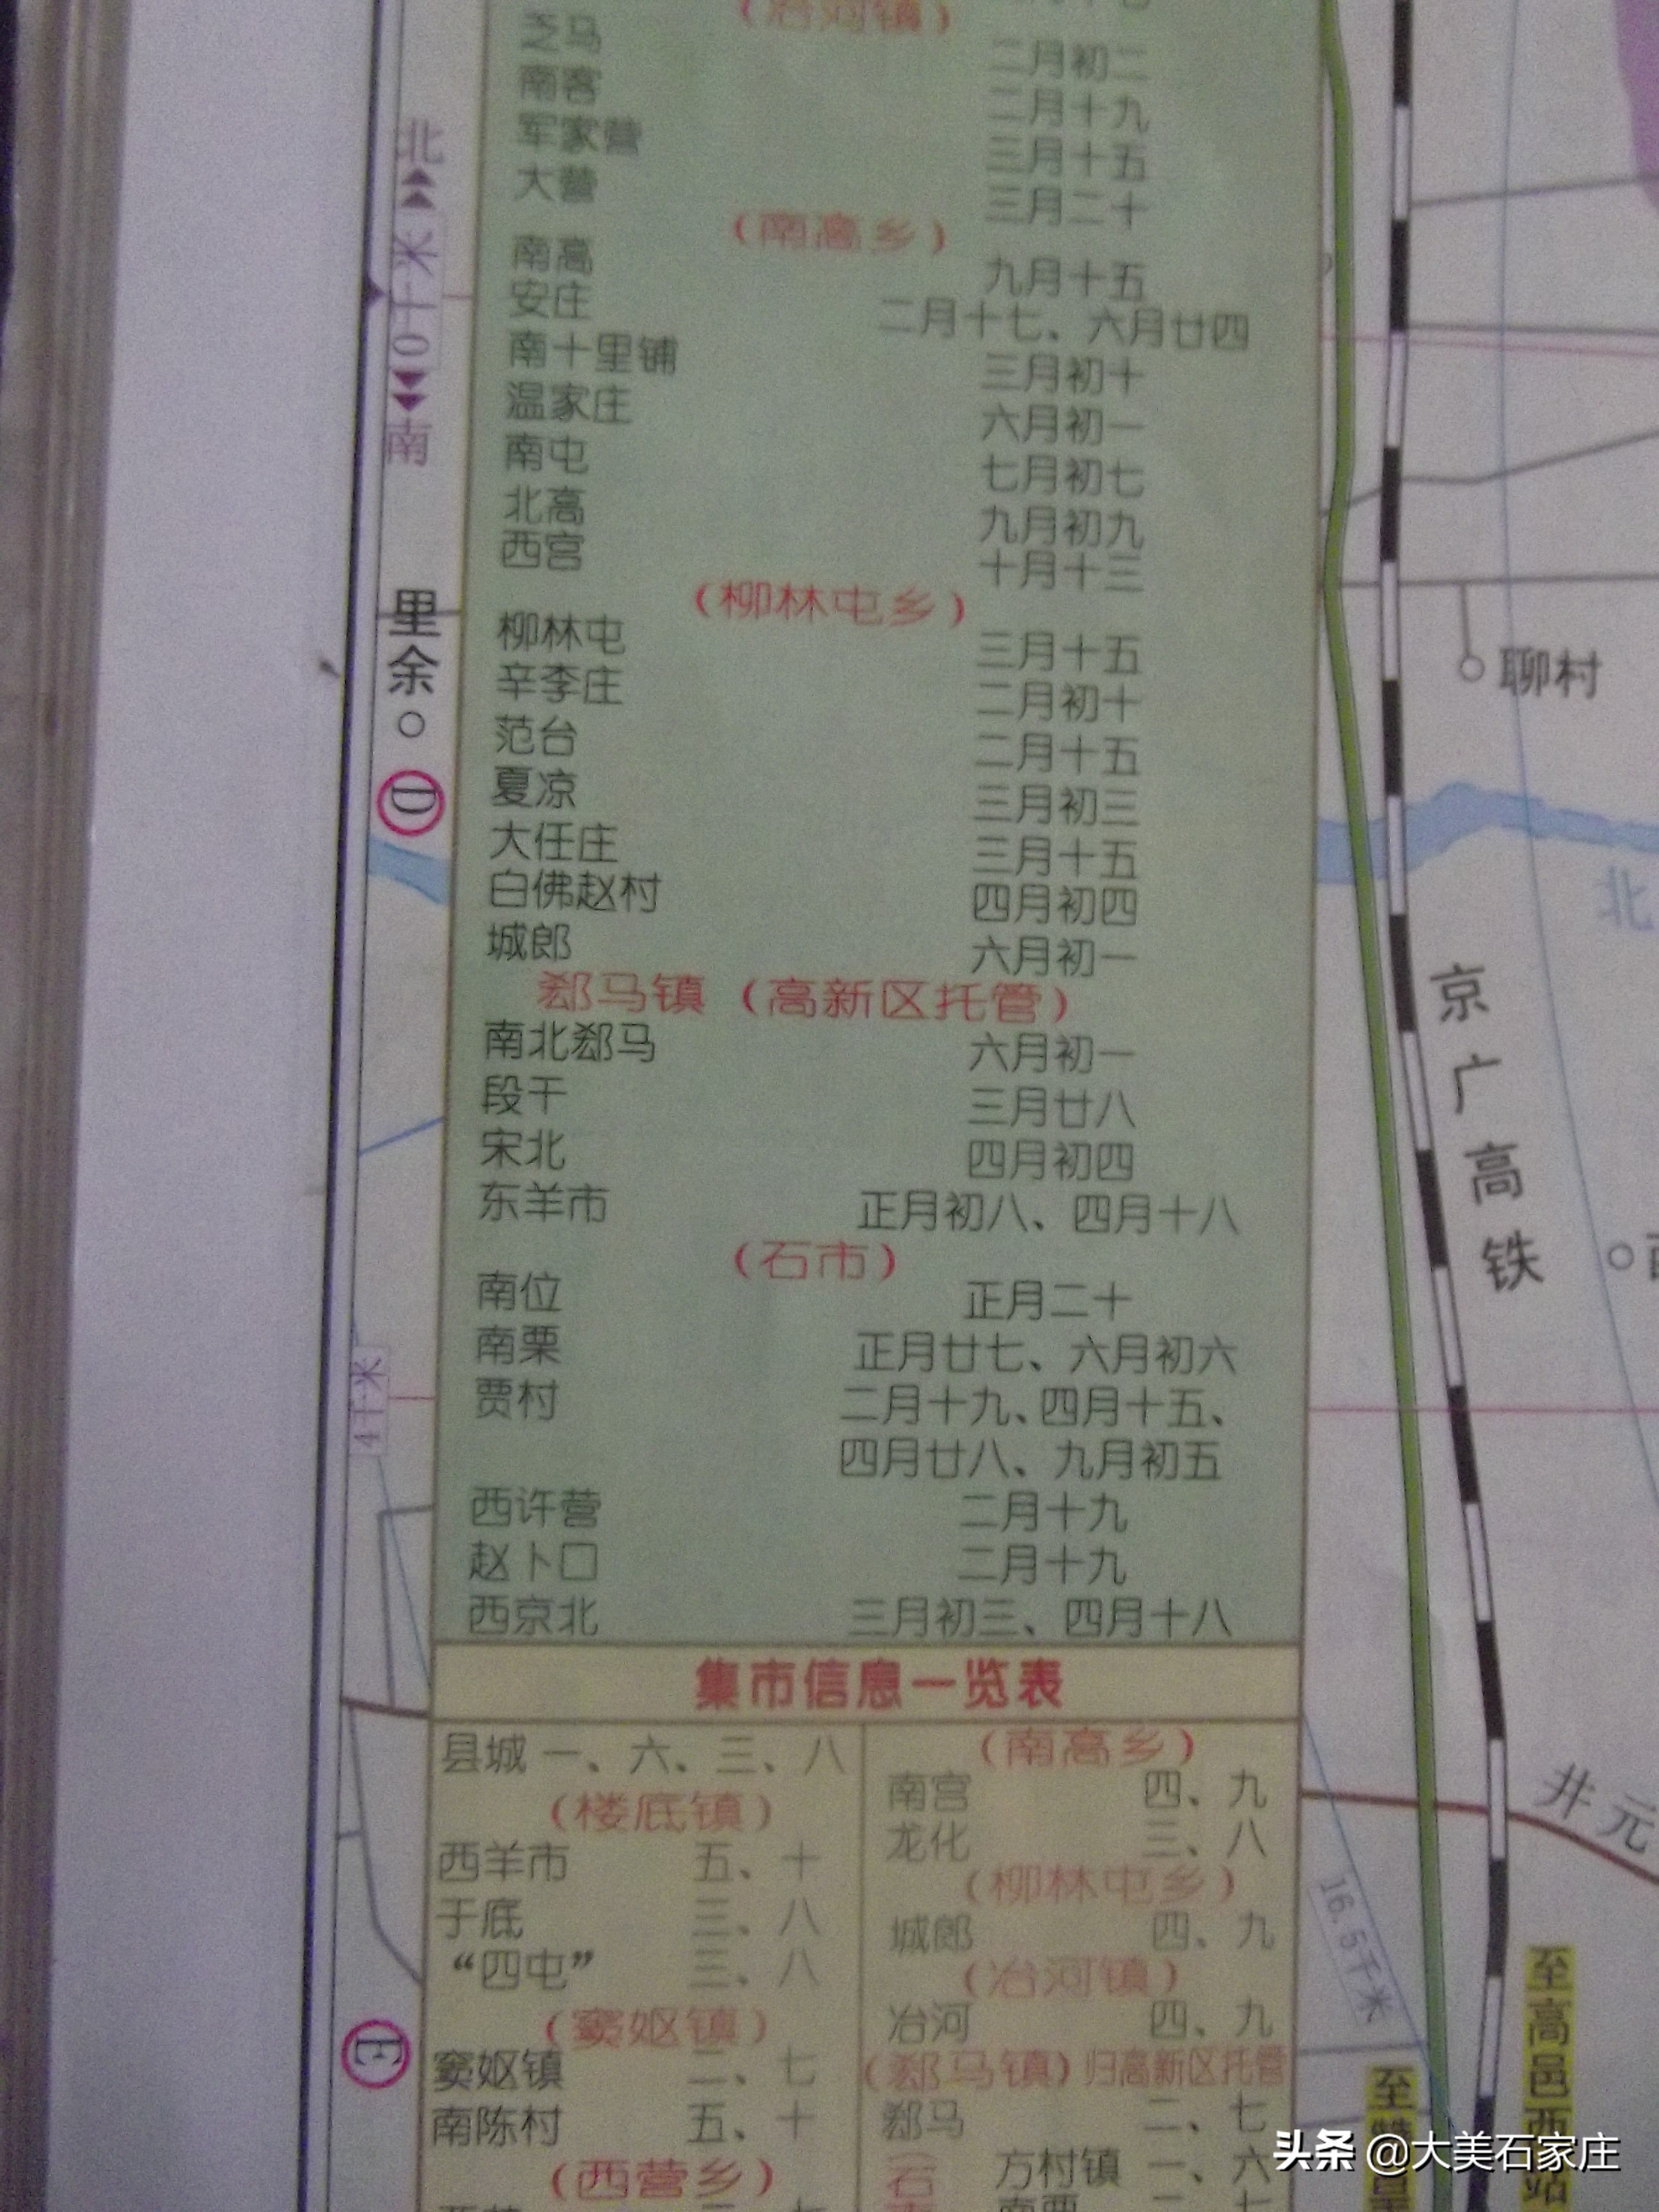 （冶河镇）
芝马 二月初二
南客 二月十九
军家营 三月十五
大营 三月二十
（南高乡）
南高 九月十五
安庄 二月十七、六月廿四
南十里铺 三月初十
温家庄 六月初一
南屯 七月初七
北高 九月初九
西宫 十月十三
（柳林屯乡）
柳林屯 三月十五
辛李庄 二月初十
范台 二月十五
夏凉 三月初三
大任庄 三月十五
白佛赵村 四月初四
城郎 六月初一
郄马镇（高新区托管）
南北郄马 六月初一
段干 三月廿八
宋北 四月初四
东羊市 正月初八、四月十八
（石市）
南位 正月二十
南栗 正月廿七、六月初六
贾村 二月十九、四月十五、
四月廿八、九月初五
西许营 二月十九
赵卜口 二月十九
西京北 三月初三、四月十八
集市信息一览表
县城 一、六、三、八
（楼底镇）
西羊市 五、十
于底 三、八
“四屯” 三、八
（窦妪镇）
窦妪镇 二、七
南陈村 五、十
（西营乡）
（南高乡）
南宫 四、九
龙化 三、八
（柳林屯乡）
城郎 四、九
（冶河镇）
冶河 四、九
（郄马镇）归高新区托管
郄马 二、七
石 方村镇 一、六
南栗
北
10千米
南
里余
D
4千米
E
聊村
北
京广高铁
井元
16.5千米
至高邑西站
至赞皇
头条 @大美石家庄